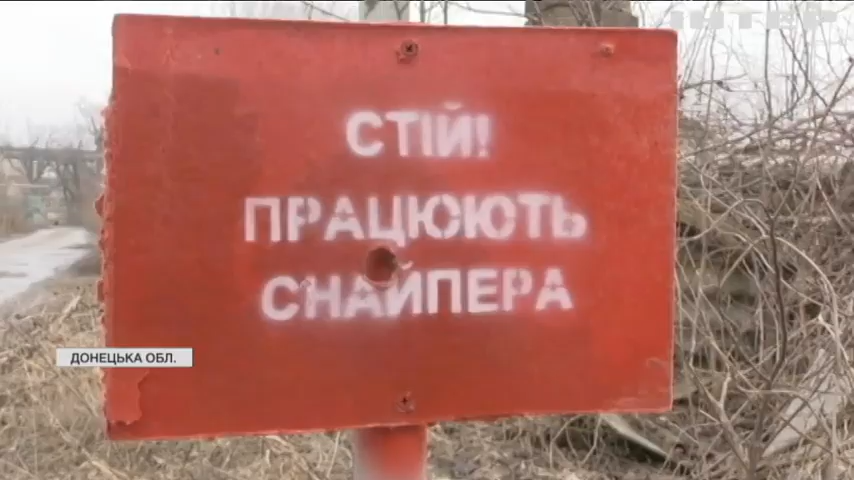 ІНТЕР
СТІЙ!
ПРАЦЮЮТЬ
СНАЙПЕРА
ДОНЕЦЬКА ОБЛ.